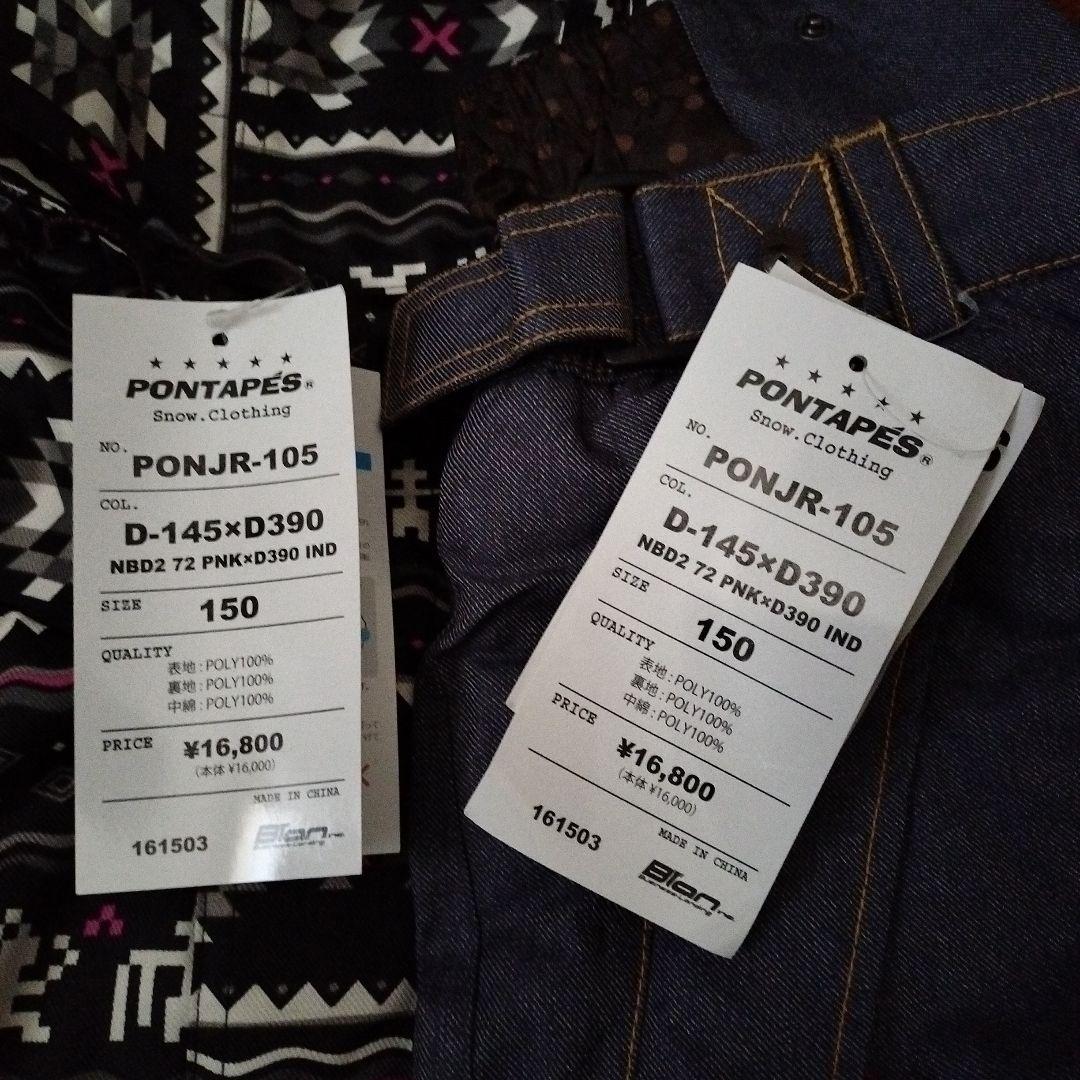 ★ ★ ★ ★ ★
PONTAPÉS®
Snow.Clothing
NO.
PONJR-105
COL.
D-145×D390
NBD2 72 PNK×D390 IND
SIZE
150
QUALITY
表地:POLY100%
裏地:POLY100%
中綿:POLY100%
PRICE
¥16,800
(本体 ¥16,000)
MADE IN CHINA
161503
★ ★ ★ ★ ★
PONTAPÉS®
Snow.Clothing
NO.
PONJR-105
COL.
D-145×D390
NBD2 72 PNK×D390 IND
SIZE
150
QUALITY
表地:POLY100%
裏地:POLY100%
中綿:POLY100%
PRICE
¥16,800
(本体 ¥16,000)
MADE IN CHINA
161503